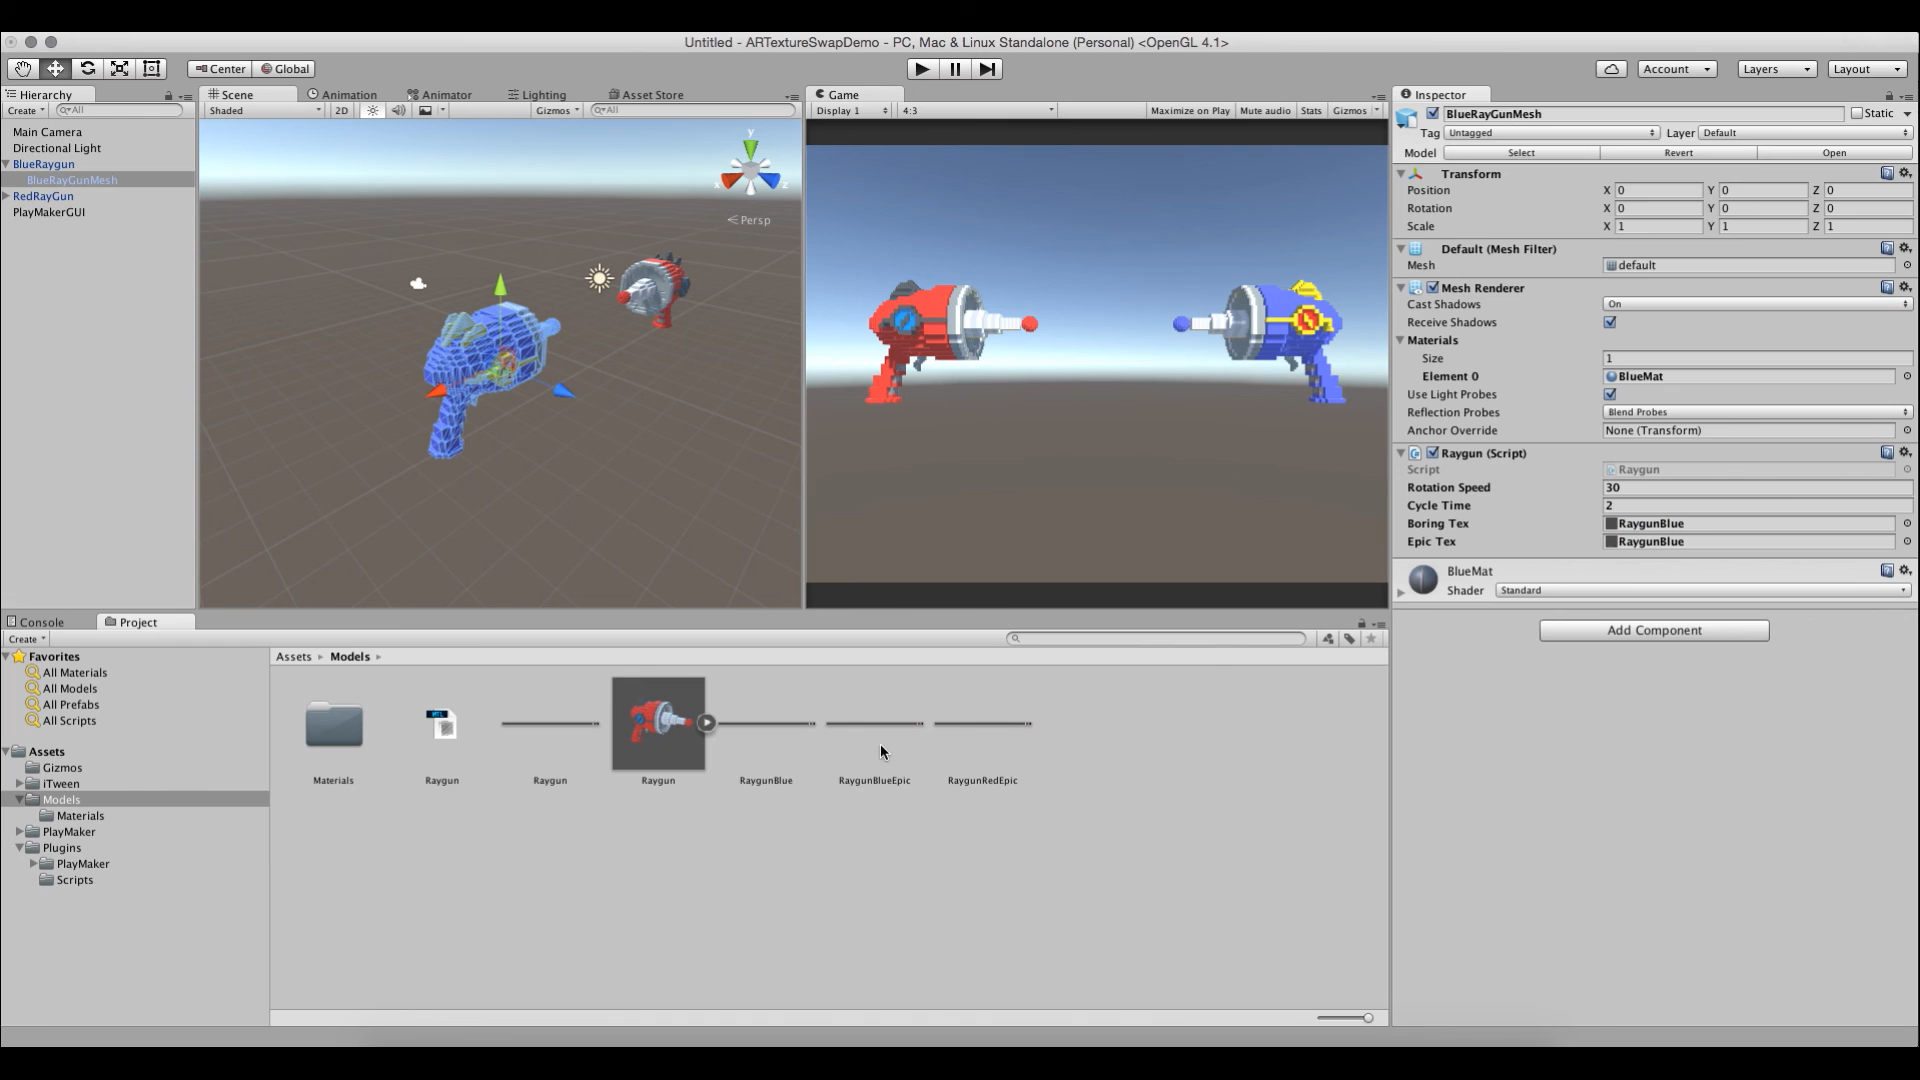 Untitled - ARTextureSwapDemo - PC, Mac & Linux Standalone (Personal) <OpenGL 4.1>
Center Global Account Layers Layout
Hierarchy
Create All
Main Camera
Directional Light
BlueRaygun
BlueRayGunMesh
RedRayGun
PlayMakerGUI
Scene Animation Animator Lighting Asset Store
Shaded 2D Gizmos All
y
x z
Persp
Game
Display 1 4:3 Maximize on Play Mute audio Stats Gizmos
Inspector
BlueRayGunMesh Static
Tag Untagged Layer Default
Model Select Revert Open
Transform
Position X 0 Y 0 Z 0
Rotation X 0 Y 0 Z 0
Scale X 1 Y 1 Z 1
Default (Mesh Filter)
Mesh default
Mesh Renderer
Cast Shadows On
Receive Shadows
Materials
Size 1
Element 0 BlueMat
Use Light Probes
Reflection Probes Blend Probes
Anchor Override None (Transform)
Raygun (Script)
Script Raygun
Rotation Speed 30
Cycle Time 2
Boring Tex RaygunBlue
Epic Tex RaygunBlue
BlueMat
Shader Standard
Add Component
Console Project
Create
Favorites
All Materials
All Models
All Prefabs
All Scripts
Assets
Gizmos
iTween
Models
Materials
PlayMaker
Plugins
PlayMaker
Scripts
Assets Models
Materials Raygun Raygun Raygun RaygunBlue RaygunBlueEpic RaygunRedEpic